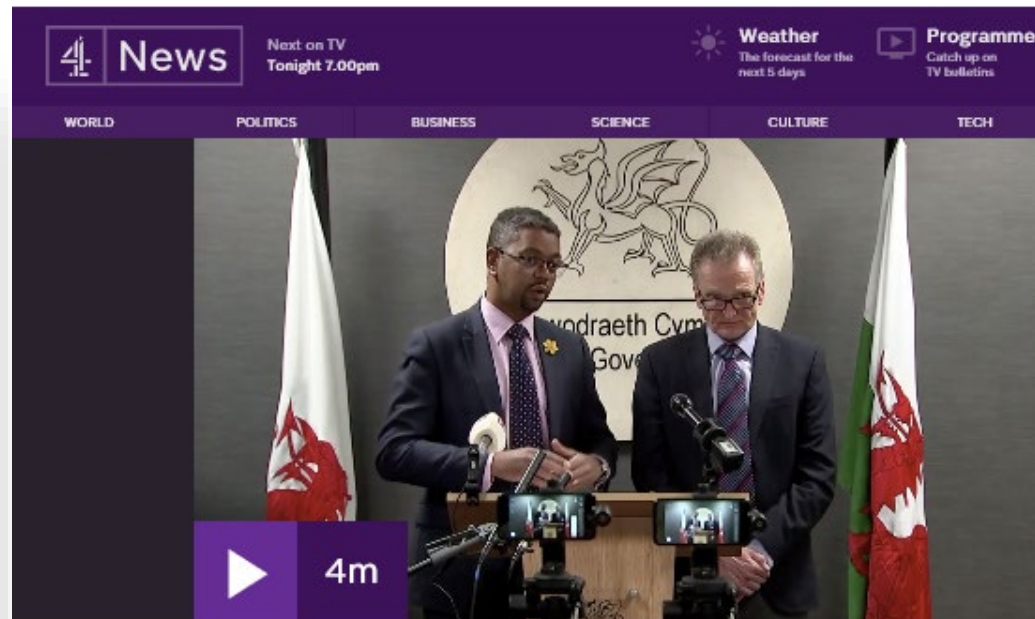 4 News
Next on TV
Tonight 7.00pm
Weather
The forecast for the
next 5 days
Programme
Catch up on
TV bulletins
WORLD
POLITICS
BUSINESS
SCIENCE
CULTURE
TECH
wodraeth Cym
Gove
4m